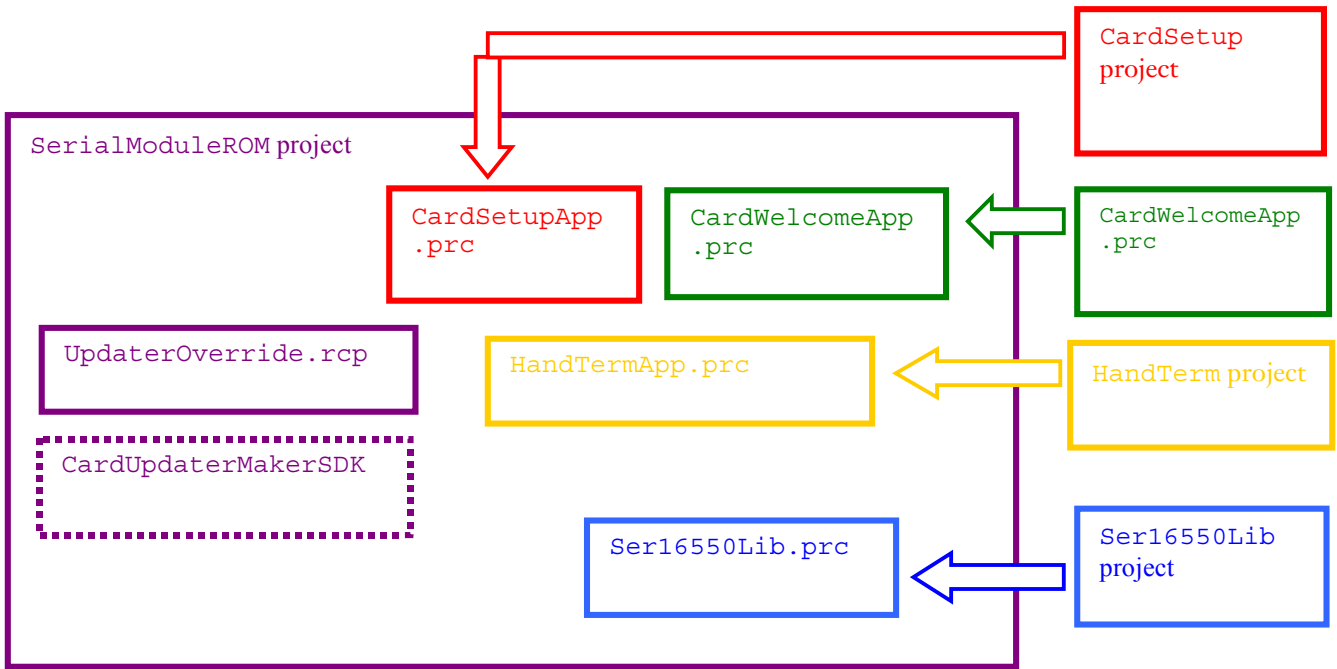 CardSetup
project
SerialModuleROM project
CardSetupApp
.prc
CardWelcomeApp
.prc
CardWelcomeApp
.prc
UpdaterOverride.rcp
HandTermApp.prc
HandTerm project
CardUpdaterMakerSDK
Ser16550Lib.prc
Ser16550Lib
project